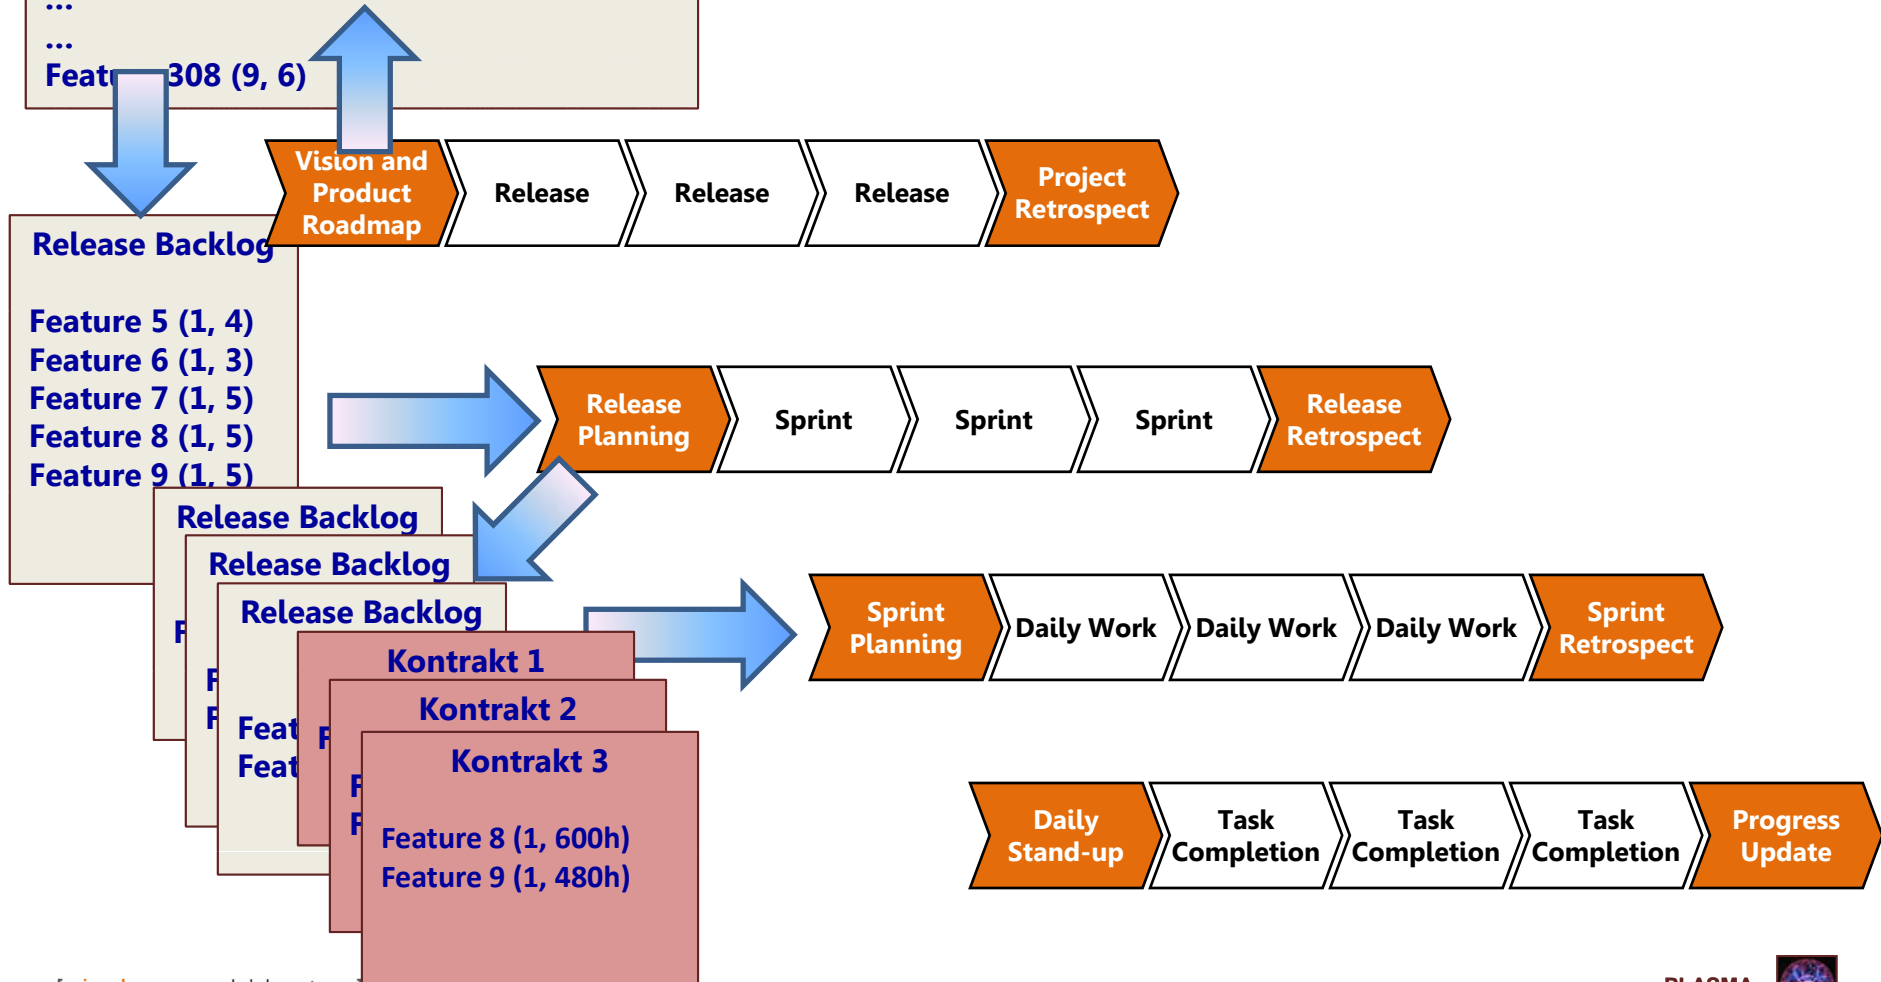 ...
...
308 (9, 6)
Vision and
Product
Roadmap
Release
Release
Release
Project
Retrospect
Release Backlog
Feature 5 (1, 4)
Feature 6 (1, 3)
Feature 7 (1, 5)
Feature 8 (1, 5)
Feature 9 (1, 5)
Release
Planning
Sprint
Sprint
Sprint
Release
Retrospect
Release Backlog
Release Backlog
Release Backlog
F
F
F
Feat
Feat
Kontrakt 1
F
Kontrakt 2
F
F
Kontrakt 3
Feature 8 (1, 600h)
Feature 9 (1, 480h)
Sprint
Planning
Daily Work
Daily Work
Daily Work
Sprint
Retrospect
Daily
Stand-up
Task
Completion
Task
Completion
Task
Completion
Progress
Update
PLASMA